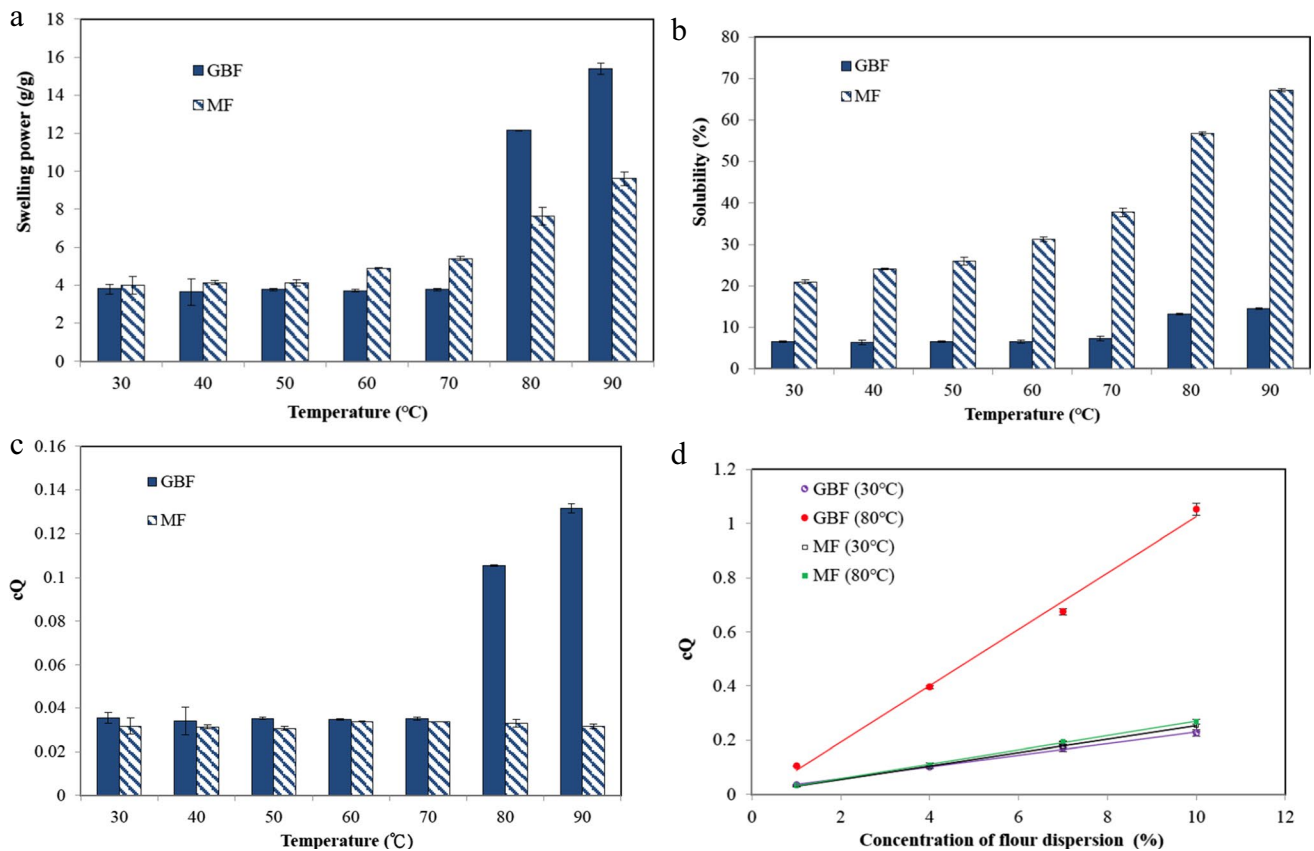 a
18
16
14
12
10
8
6
4
2
0
Swelling power (g/g)
GBF
MF
30 40 50 60 70 80 90
Temperature (°C)
b
80
70
60
50
40
30
20
10
0
Solubility (%)
GBF
MF
30 40 50 60 70 80 90
Temperature (°C)
c
0.16
0.14
0.12
0.1
0.08
0.06
0.04
0.02
0
cQ
GBF
MF
30 40 50 60 70 80 90
Temperature (℃)
d
1.2
1
0.8
0.6
0.4
0.2
0
cQ
GBF (30°C)
GBF (80°C)
MF (30°C)
MF (80°C)
0 2 4 6 8 10 12
Concentration of flour dispersion (%)